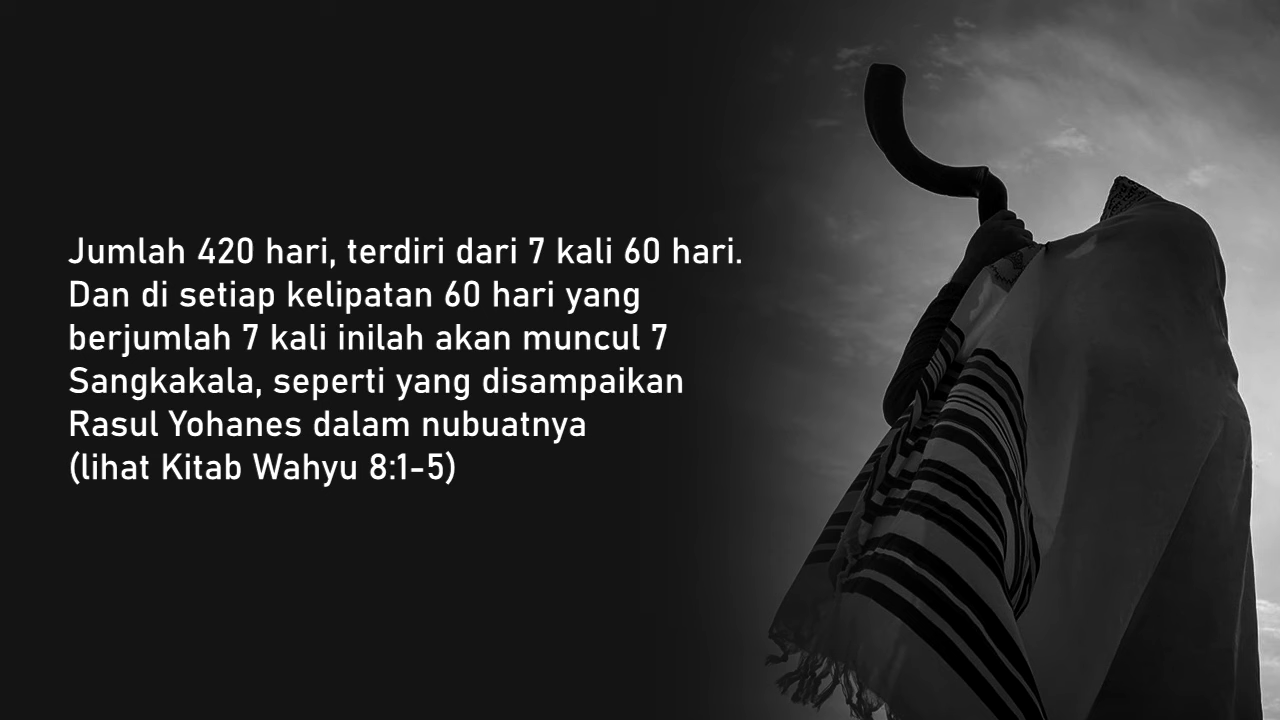 Jumlah 420 hari, terdiri dari 7 kali 60 hari.
Dan di setiap kelipatan 60 hari yang
berjumlah 7 kali inilah akan muncul 7
Sangkakala, seperti yang disampaikan
Rasul Yohanes dalam nubuatnya
(lihat Kitab Wahyu 8:1-5)